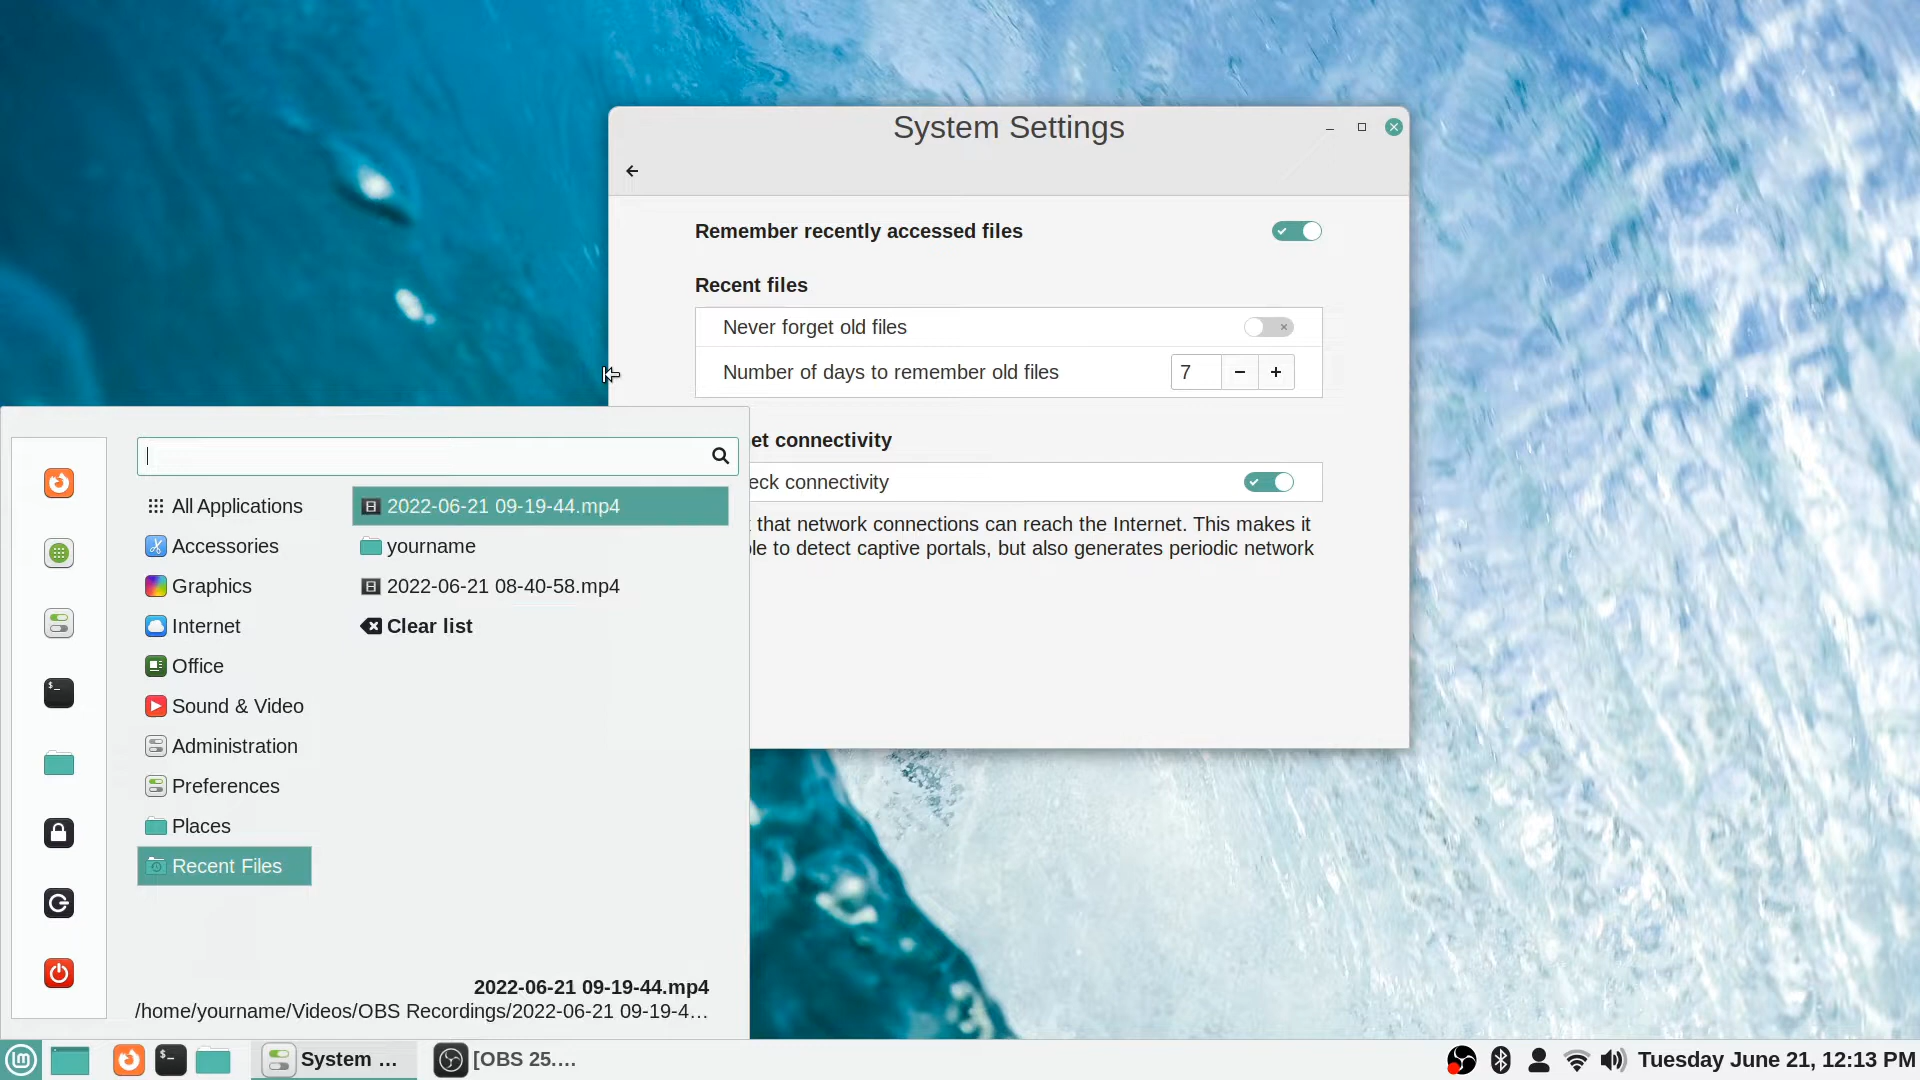 System Settings
Remember recently accessed files
Recent files
Never forget old files
Number of days to remember old files 7
et connectivity
eck connectivity
that network connections can reach the Internet. This makes it
le to detect captive portals, but also generates periodic network
All Applications
Accessories
Graphics
Internet
Office
Sound & Video
Administration
Preferences
Places
Recent Files
2022-06-21 09-19-44.mp4
yourname
2022-06-21 08-40-58.mp4
Clear list
2022-06-21 09-19-44.mp4
/home/yourname/Videos/OBS Recordings/2022-06-21 09-19-4...
System ...
[OBS 25....
Tuesday June 21, 12:13 PM